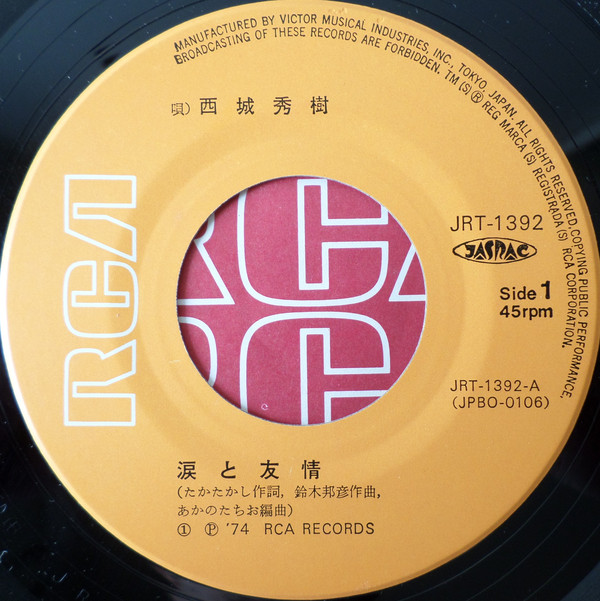 MANUFACTURED BY VICTOR MUSICAL INDUSTRIES, INC., TOKYO, JAPAN. ALL RIGHTS RESERVED. COPYING PUBLIC PERFORMANCE,
BROADCASTING OF THESE RECORDS ARE FORBIDDEN. TM(S)® REG MARCA(S) REGISTRADA(S) RCA CORPORATION.
唄) 西城秀樹
RCA
JRT-1392
JASRAC
Side 1
45rpm
JRT-1392-A
(JPBO-0106)
涙と友情
(たかたかし作詞, 鈴木邦彦作曲,
あかのたちお編曲)
① Ⓟ '74 RCA RECORDS